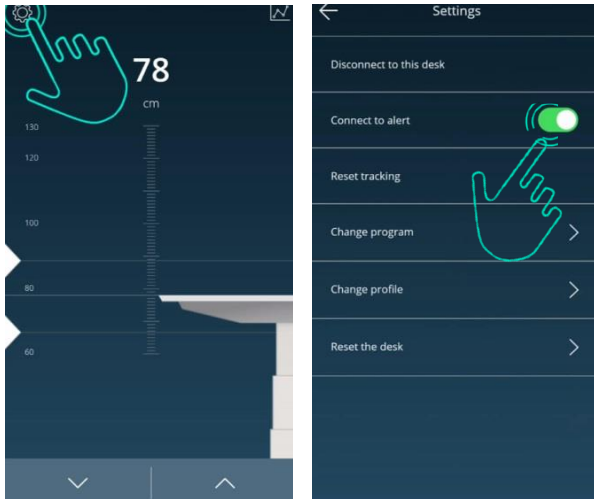 78
cm
130
120
100
80
60
Settings
Disconnect to this desk
Connect to alert
Reset tracking
Change program
Change profile
Reset the desk